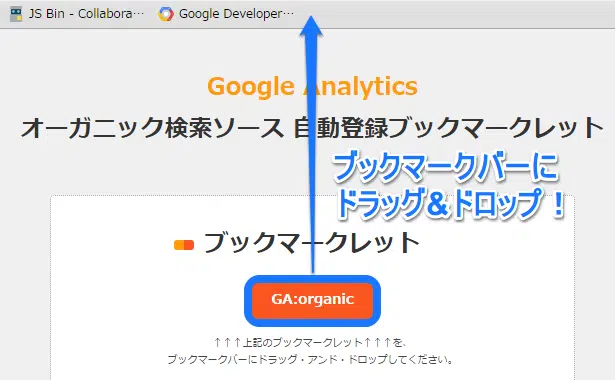 JS Bin - Collabora… Google Developer…
Google Analytics
オーガニック検索ソース 自動登録ブックマークレット
ブックマークバーに
ドラッグ&ドロップ!
ブックマークレット
GA:organic
↑↑↑上記のブックマークレット↑↑↑を、
ブックマークバーにドラッグ・アンド・ドロップしてください。